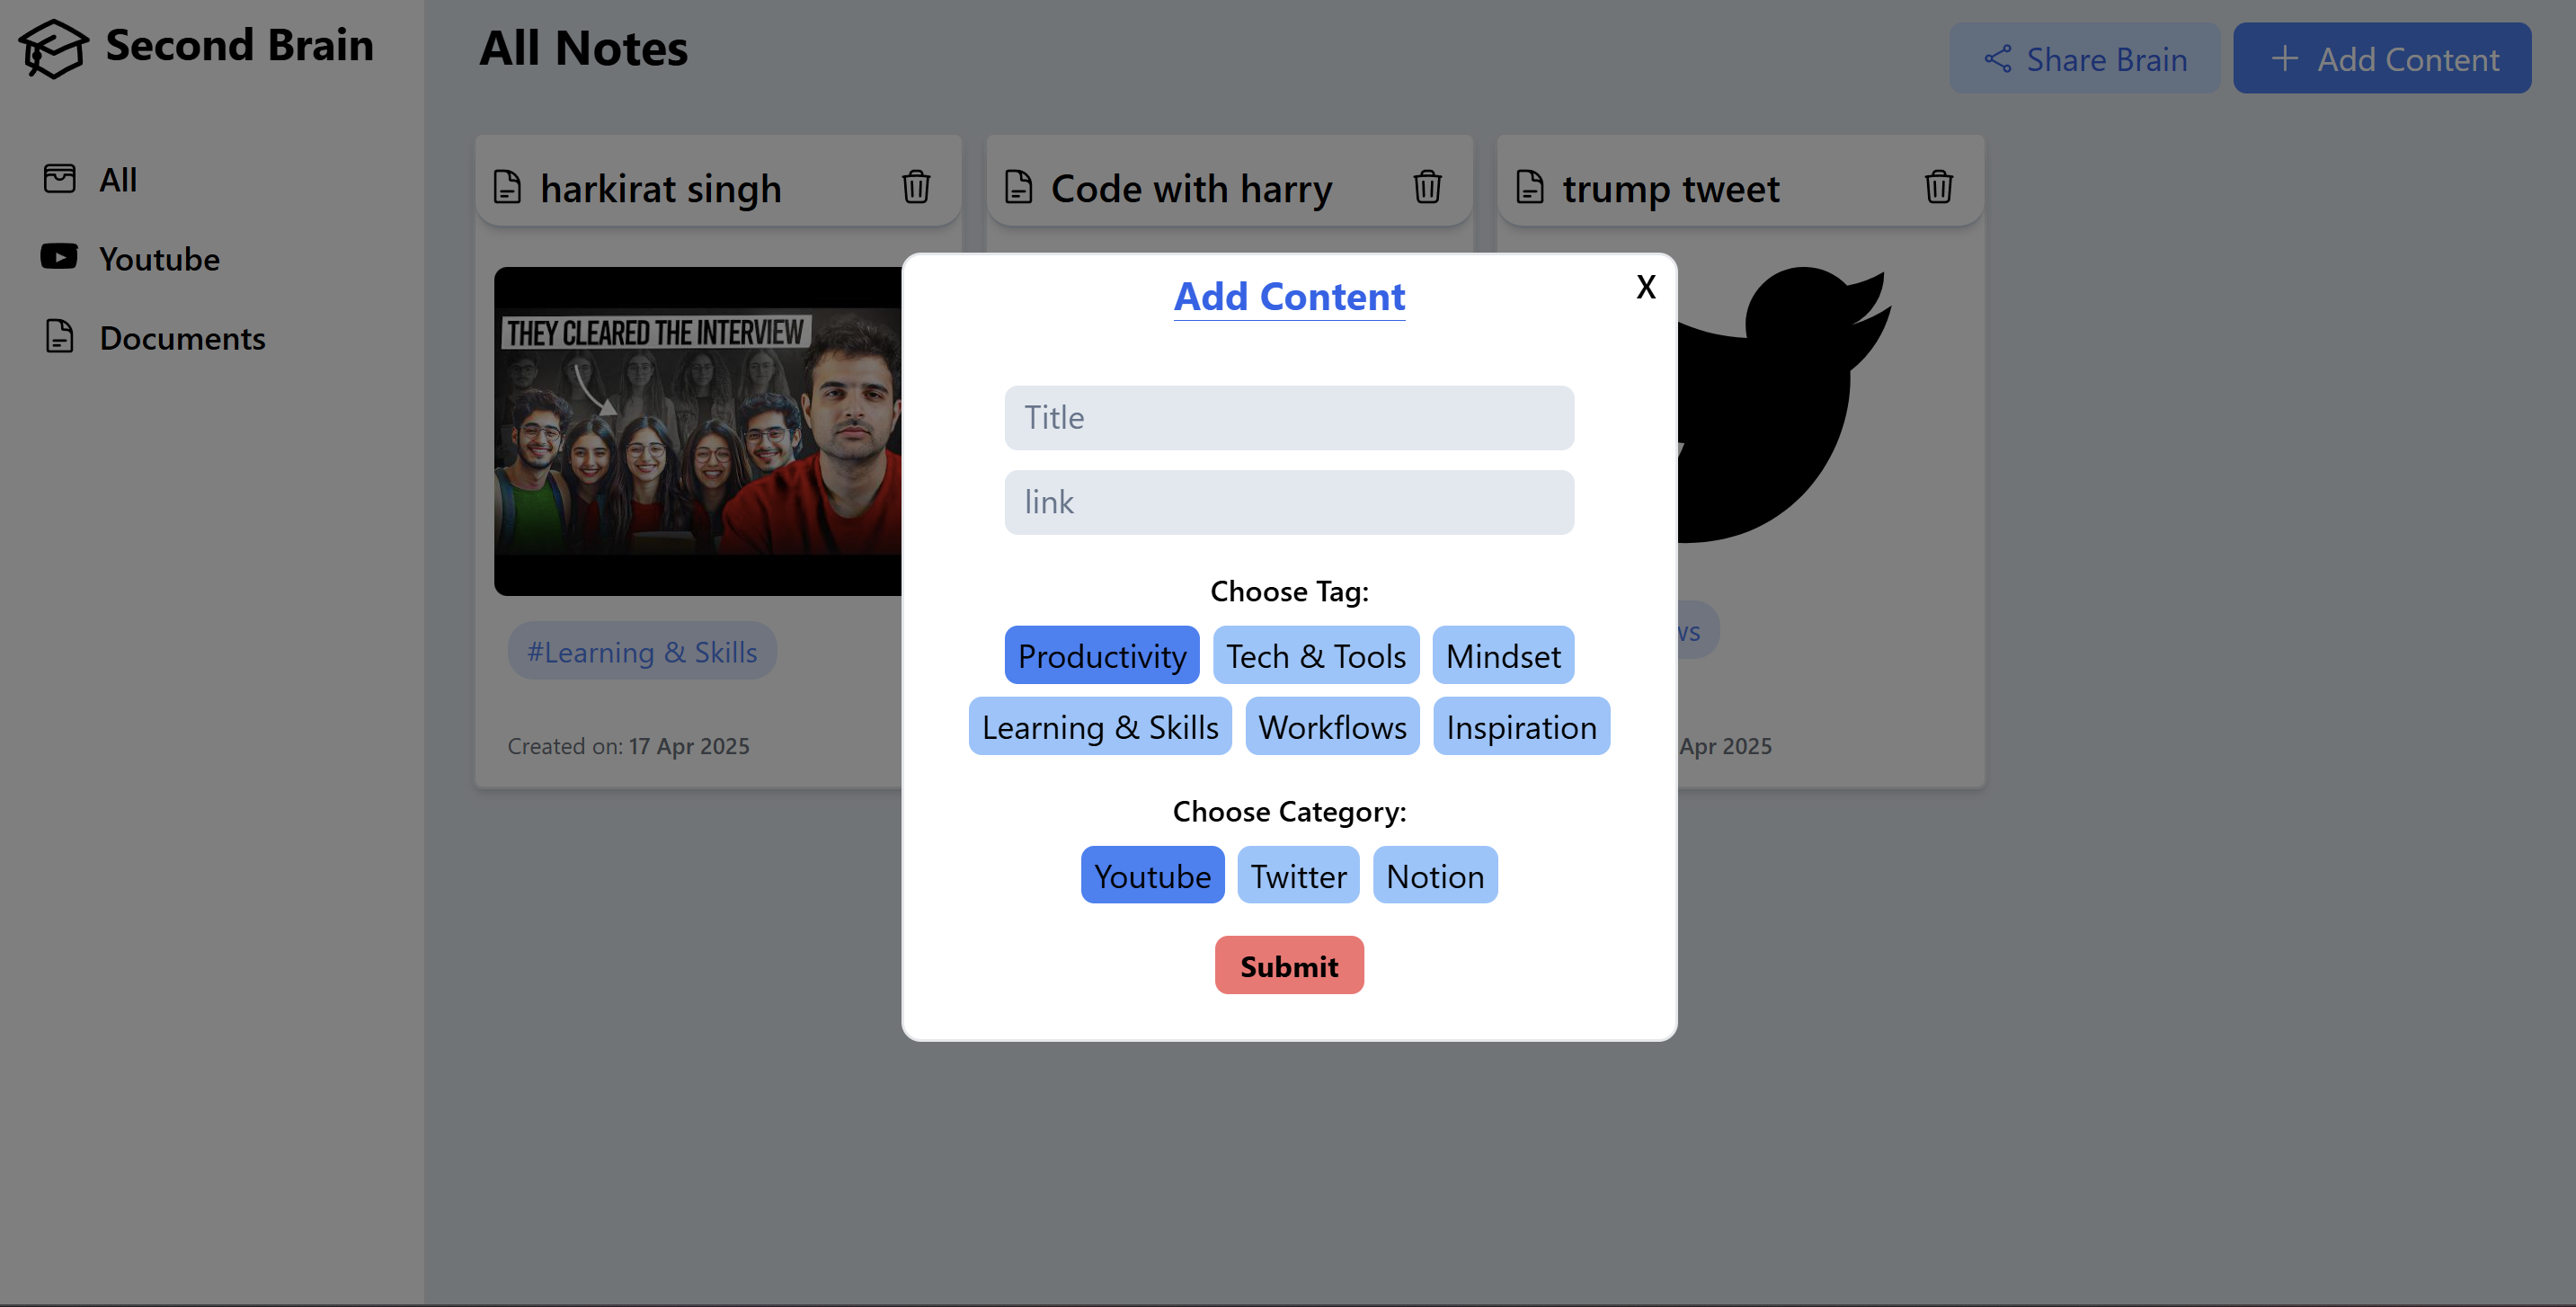 Second Brain
All
Youtube
Documents
All Notes
Share Brain
Add Content
harkirat singh
Code with harry
trump tweet
THEY CLEARED THE INTERVIEW
#Learning & Skills
Created on: 17 Apr 2025
Apr 2025
Add Content
X
Title
link
Choose Tag:
Productivity Tech & Tools Mindset
Learning & Skills Workflows Inspiration
Choose Category:
Youtube Twitter Notion
Submit